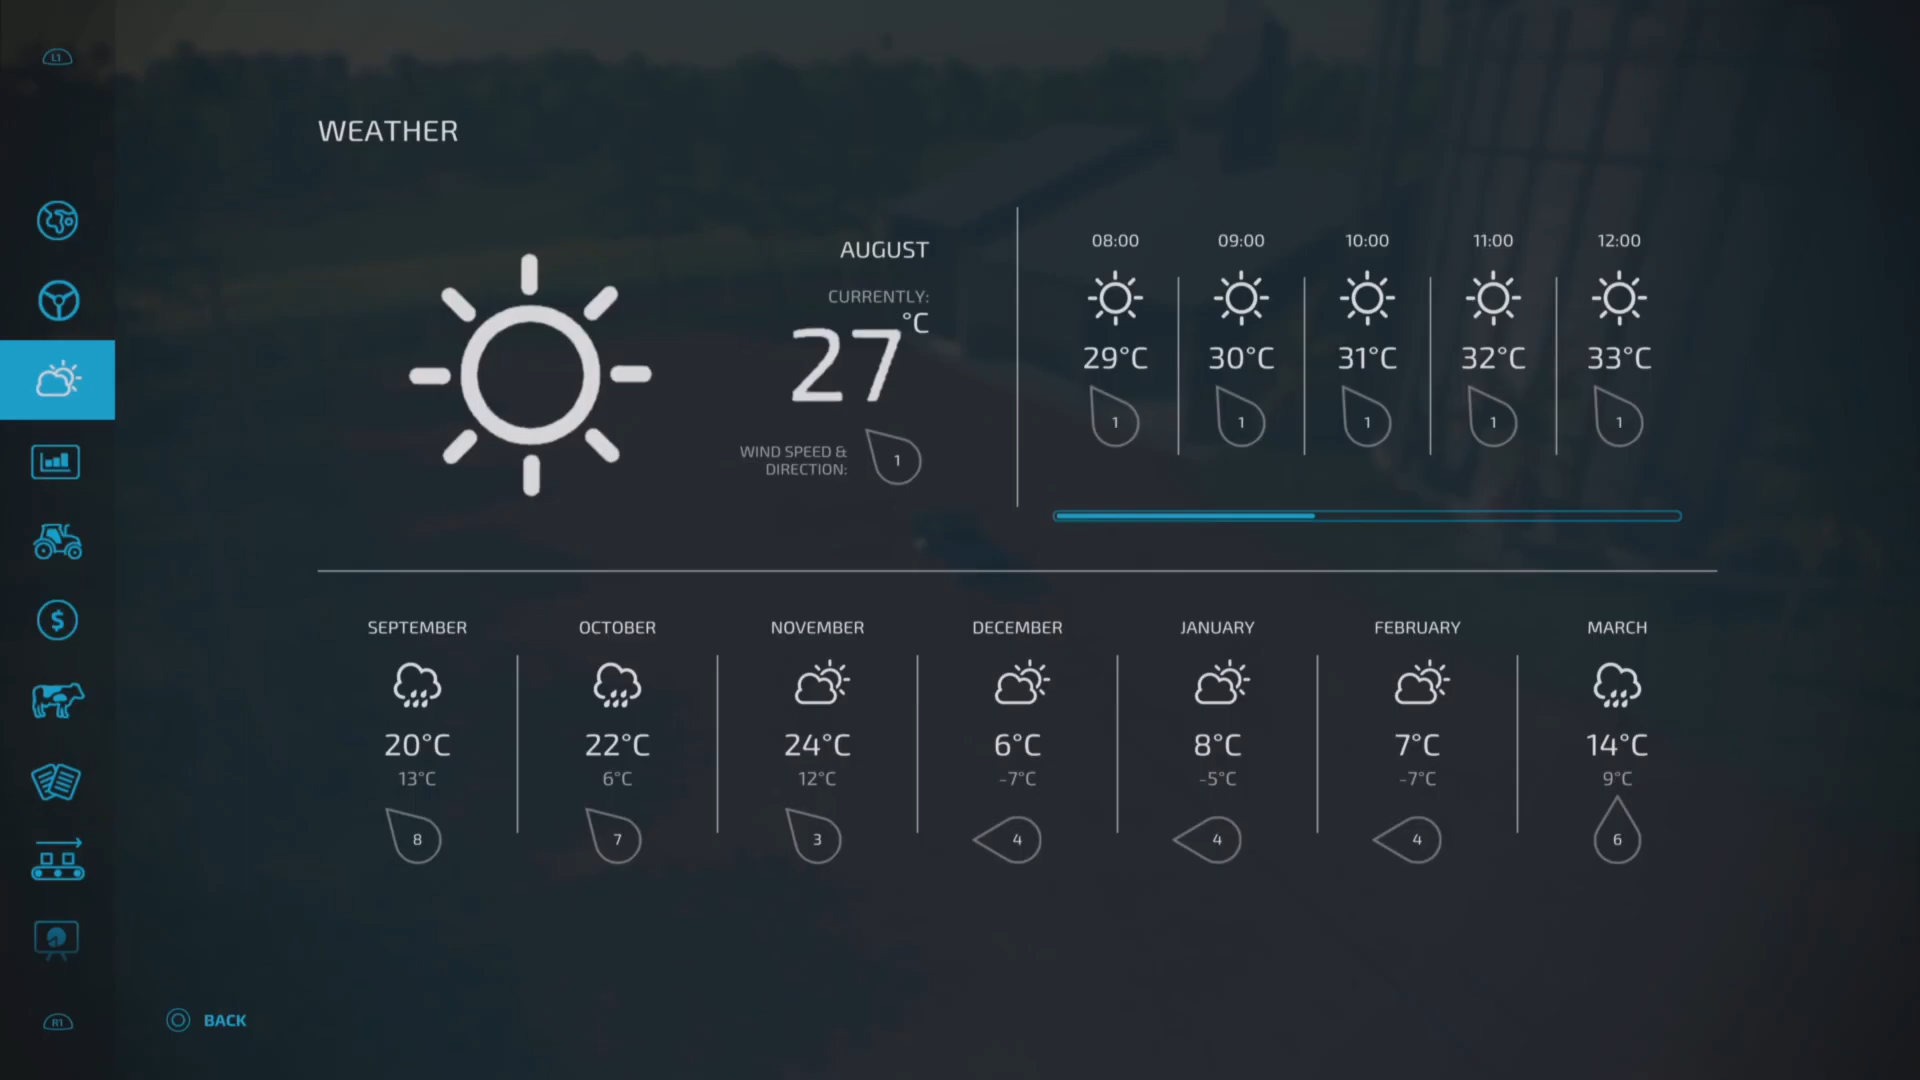 L1
WEATHER
AUGUST
CURRENTLY:
27°C
WIND SPEED &
DIRECTION:
1
08:00 09:00 10:00 11:00 12:00
29°C 30°C 31°C 32°C 33°C
1 1 1 1 1
SEPTEMBER OCTOBER NOVEMBER DECEMBER JANUARY FEBRUARY MARCH
20°C 22°C 24°C 6°C 8°C 7°C 14°C
13°C 6°C 12°C -7°C -5°C -7°C 9°C
8 7 3 4 4 4 6
R1
BACK